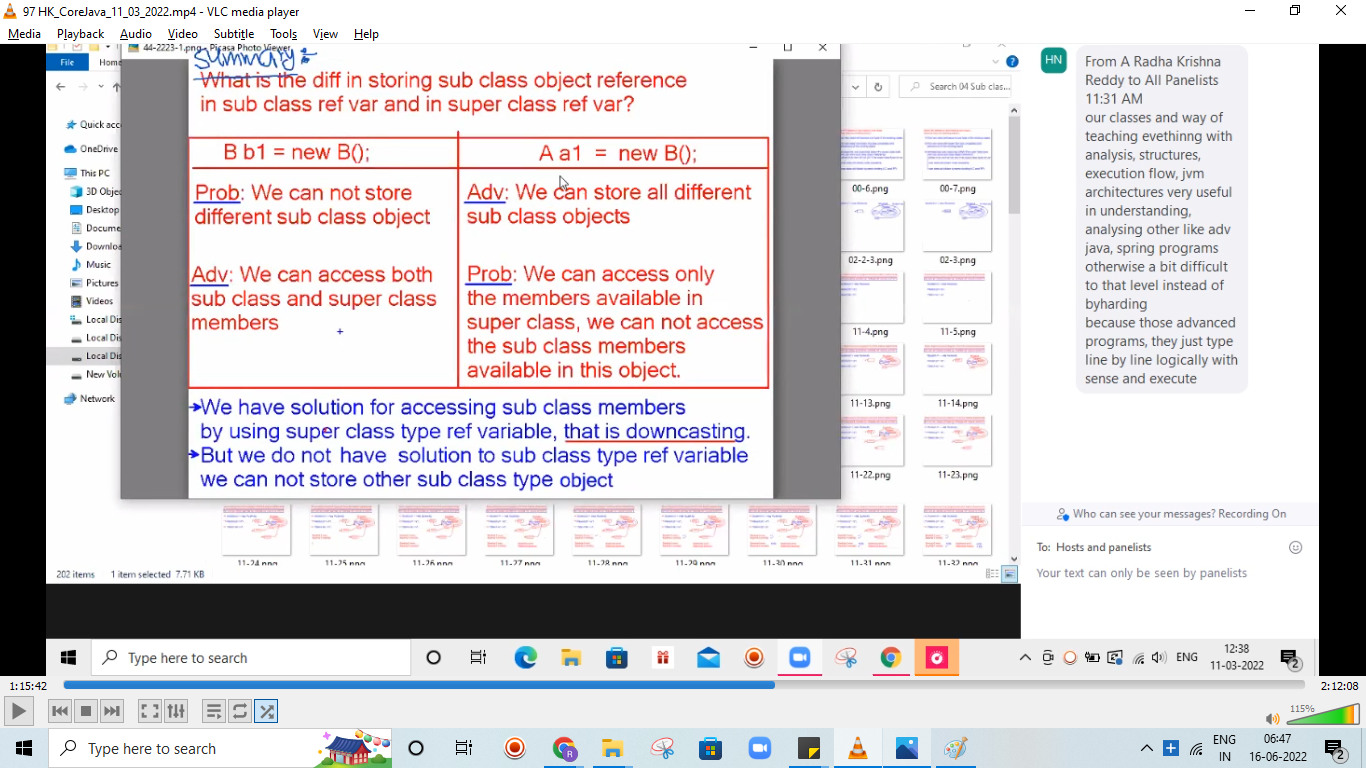 97 HK_CoreJava_11_03_2022.mp4 - VLC media player
Media Playback Audio Video Subtitle Tools View Help
44-2223-1.png - Picasa Photo Viewer
File Home
Summary:
What is the diff in storing sub class object reference
in sub class ref var and in super class ref var?
B b1 = new B();
A a1 = new B();
Prob: We can not store
different sub class object
Adv: We can access both
sub class and super class
members
Adv: We can store all different
sub class objects
Prob: We can access only
the members available in
super class, we can not access
the sub class members
available in this object.
We have solution for accessing sub class members
by using super class type ref variable, that is downcasting.
But we do not have solution to sub class type ref variable
we can not store other sub class type object
Quick acc
OneDrive
This PC
3D Objec
Desktop
Docume
Downloa
Music
Pictures
Videos
Local Dis
Local Dis
Local Dis
New Volu
Network
Search 04 Sub clas...
00-6.png 00-7.png
02-2-3.png 02-3.png
11-4.png 11-5.png
11-13.png 11-14.png
11-22.png 11-23.png
11-24.png 11-25.png 11-26.png 11-27.png 11-28.png 11-29.png 11-30.png 11-31.png 11-32.png
202 items 1 item selected 7.71 KB
HN
From A Radha Krishna
Reddy to All Panelists
11:31 AM
our classes and way of
teaching evethinng with
analysis, structures,
execution flow, jvm
architectures very useful
in understanding,
analysing other like adv
java, spring programs
otherwise a bit difficult
to that level instead of
byharding
because those advanced
programs, they just type
line by line logically with
sense and execute
Who can see your messages? Recording On
To: Hosts and panelists
Your text can only be seen by panelists
Type here to search
ENG
12:38
11-03-2022
2
1:15:42
2:12:08
115%
Type here to search
ENG
IN
06:47
16-06-2022
2